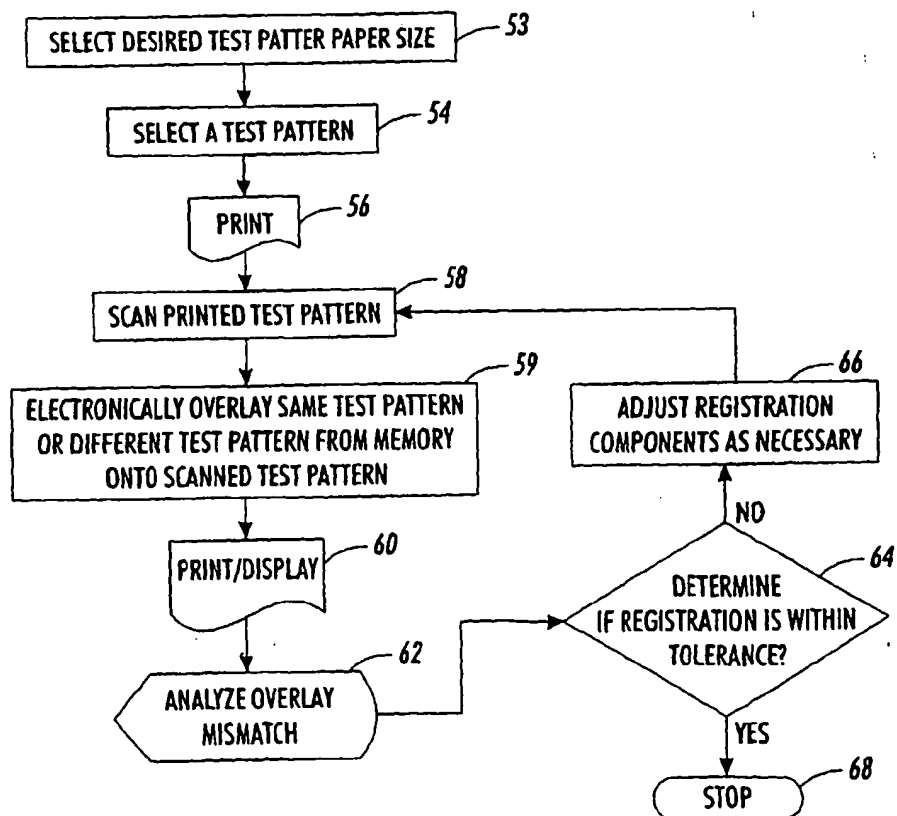 SELECT DESIRED TEST PATTER PAPER SIZE
53
SELECT A TEST PATTERN
54
PRINT
56
SCAN PRINTED TEST PATTERN
58
ELECTRONICALLY OVERLAY SAME TEST PATTERN
OR DIFFERENT TEST PATTERN FROM MEMORY
ONTO SCANNED TEST PATTERN
59
PRINT/DISPLAY
60
ANALYZE OVERLAY
MISMATCH
62
DETERMINE
IF REGISTRATION IS WITHIN
TOLERANCE?
64
NO
ADJUST REGISTRATION
COMPONENTS AS NECESSARY
66
YES
STOP
68